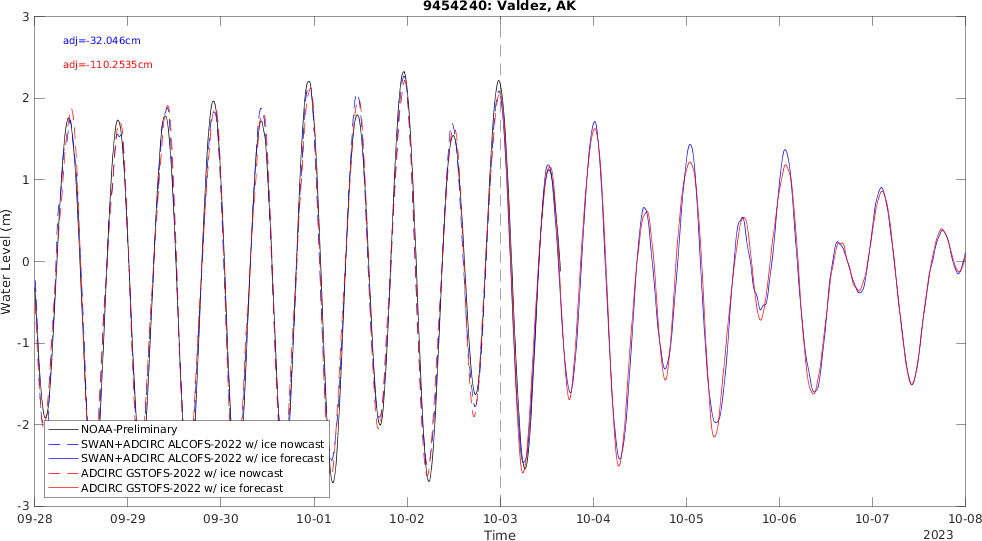 9454240: Valdez, AK
adj=-32.046cm
adj=-110.2535cm
Water Level (m)
3
2
1
0
-1
-2
-3
NOAA-Preliminary
SWAN+ADCIRC ALCOFS-2022 w/ ice nowcast
SWAN+ADCIRC ALCOFS-2022 w/ ice forecast
ADCIRC GSTOFS-2022 w/ ice nowcast
ADCIRC GSTOFS-2022 w/ ice forecast
09-28 09-29 09-30 10-01 10-02 10-03 10-04 10-05 10-06 10-07 10-08
Time
2023